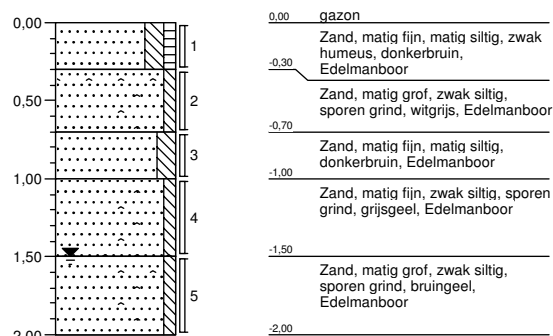 0,00
0,50
1,00
1,50
2,00
1
2
3
4
5
0,00 gazon
Zand, matig fijn, matig siltig, zwak
humeus, donkerbruin,
Edelmanboor
-0,30
Zand, matig grof, zwak siltig,
sporen grind, witgrijs, Edelmanboor
-0,70
Zand, matig fijn, matig siltig,
donkerbruin, Edelmanboor
-1,00
Zand, matig fijn, zwak siltig, sporen
grind, grijsgeel, Edelmanboor
-1,50
Zand, matig grof, zwak siltig,
sporen grind, bruingeel,
Edelmanboor
-2,00